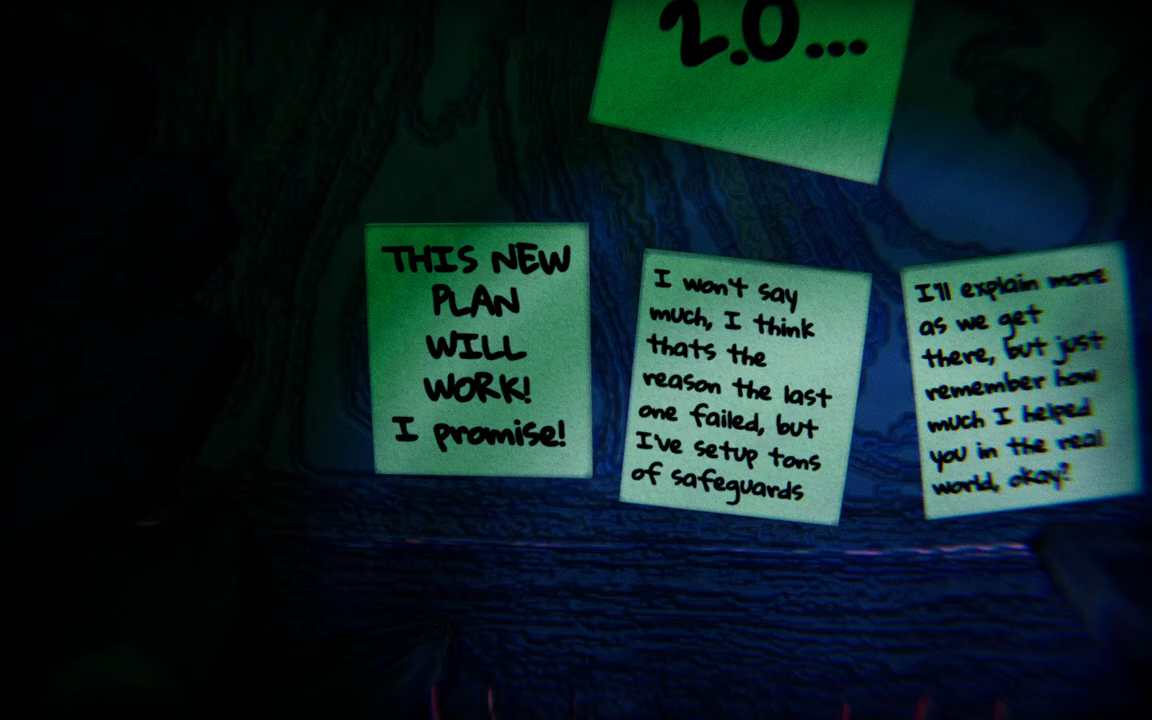 2.0...
THIS NEW
PLAN
WILL
WORK!
I promise!
I won't say
much, I think
thats the
reason the last
one failed, but
I've setup tons
of safeguards
I'll explain more
as we get
there, but just
remember how
much I helped
you in the real
world, okay?